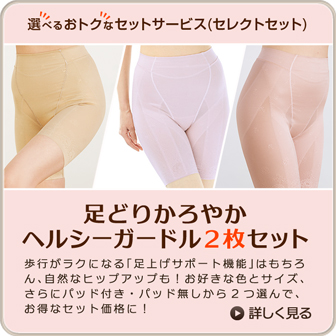 選べるおトクなセットサービス(セレクトセット)
足どりかろやか
ヘルシーガードル2枚セット
歩行がラクになる「足上げサポート機能」はもちろ
ん、自然なヒップアップも！お好きな色とサイズ、
さらにパッド付き・パッド無しから２つ選んで、
お得なセット価格に！
詳しく見る